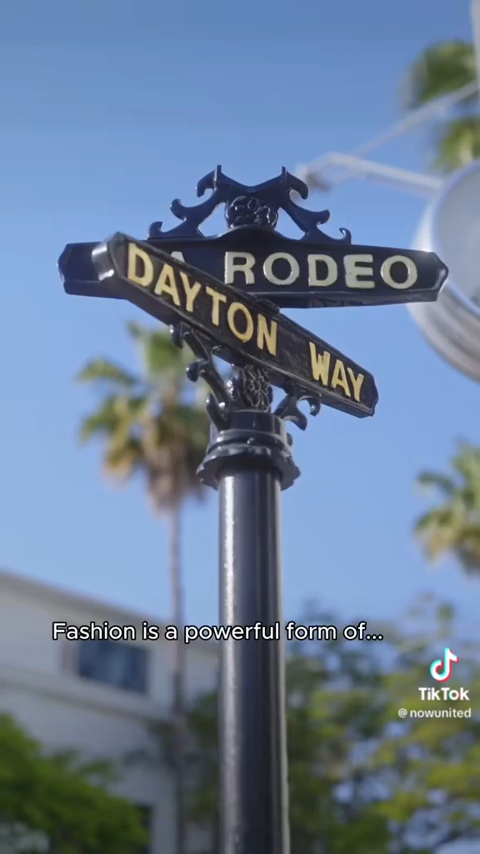 A RODEO
DAYTON WAY
Fashion is a powerful form of...
TikTok
@nowunited